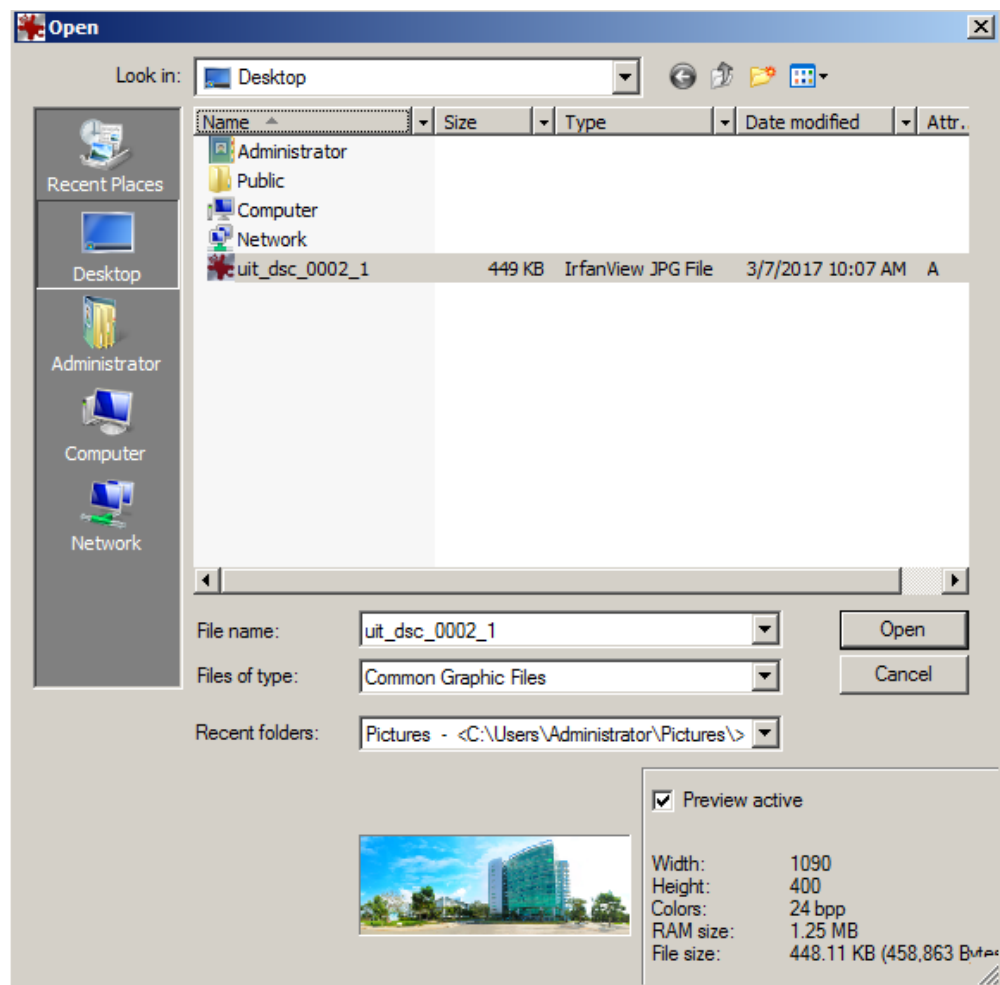 Open
Look in: Desktop
Name Size Type Date modified Attr..
Administrator
Public
Computer
Network
uit_dsc_0002_1 449 KB IrfanView JPG File 3/7/2017 10:07 AM A
Recent Places
Desktop
Administrator
Computer
Network
File name: uit_dsc_0002_1 Open
Files of type: Common Graphic Files Cancel
Recent folders: Pictures - <C:\Users\Administrator\Pictures\>
Preview active
Width: 1090
Height: 400
Colors: 24 bpp
RAM size: 1.25 MB
File size: 448.11 KB (458,863 Bytes